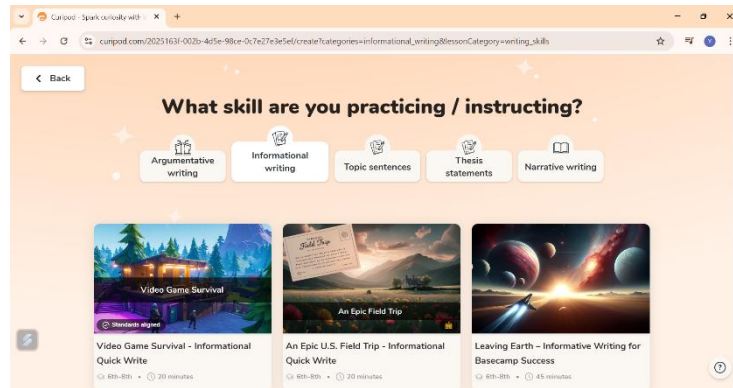 Curipod - Spark curiosity with
curipod.com/2025163f-002b-4d5e-98ce-0c7e27e3e5ef/create?categories=informational_writing&lessonCategory=writing_skills
Back
What skill are you practicing / instructing?
Argumentative
writing
Informational
writing
Topic sentences
Thesis
statements
Narrative writing
Video Game Survival
Standards aligned
Field Trip
An Epic Field Trip
Video Game Survival - Informational
Quick Write
6th-8th • 20 minutes
An Epic U.S. Field Trip - Informational
Quick Write
6th-8th • 20 minutes
Leaving Earth – Informative Writing for
Basecamp Success
6th-8th • 45 minutes